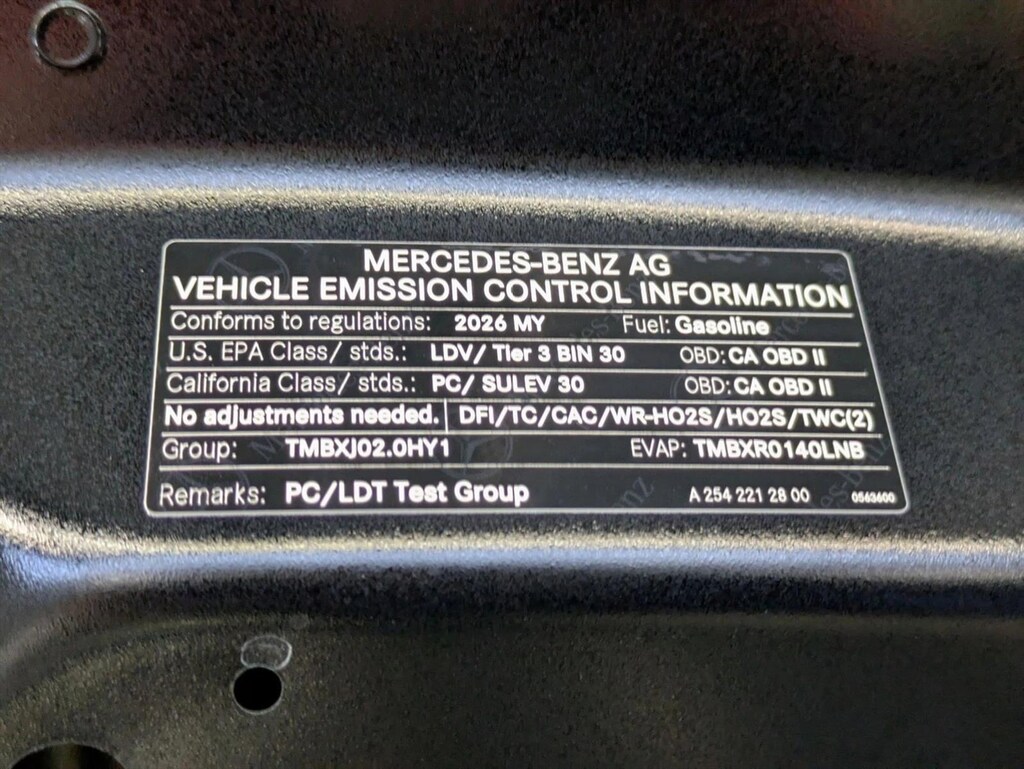 MERCEDES-BENZ AG
VEHICLE EMISSION CONTROL INFORMATION
Conforms to regulations: 2026 MY Fuel: Gasoline
U.S. EPA Class/ stds.: LDV/ Tier 3 BIN 30 OBD: CA OBD II
California Class/ stds.: PC/ SULEV 30 OBD: CA OBD II
No adjustments needed. DFI/TC/CAC/WR-HO2S/HO2S/TWC(2)
Group: TMBXJ02.0HY1 EVAP: TMBXR0140LNB
Remarks: PC/LDT Test Group A 254 221 28 00 0563600